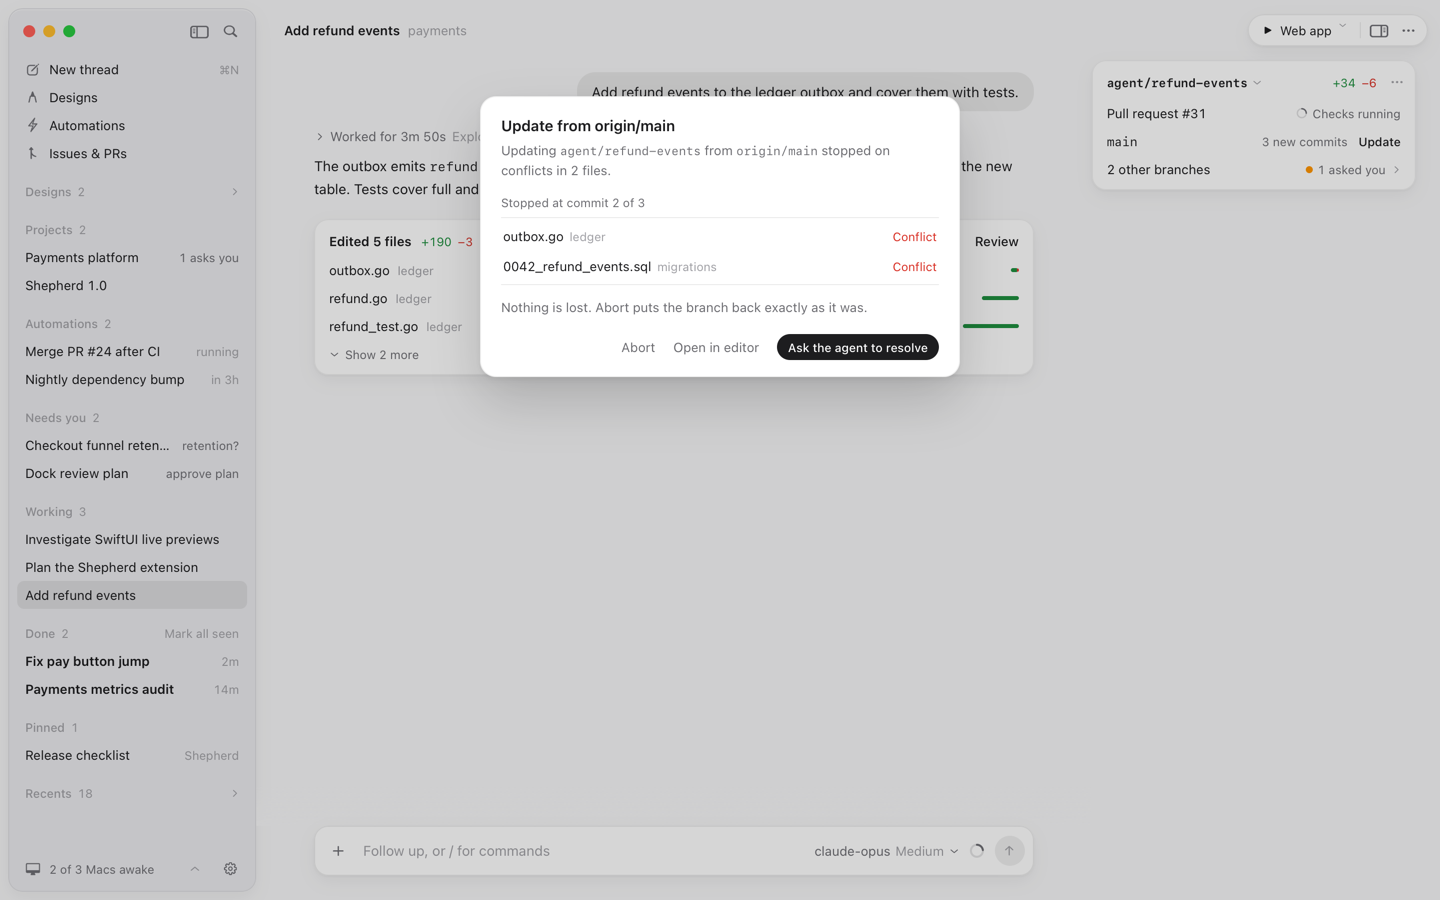 New thread ⌘N
Designs
Automations
Issues & PRs
Designs 2
Projects 2
Payments platform 1 asks you
Shepherd 1.0
Automations 2
Merge PR #24 after CI running
Nightly dependency bump in 3h
Needs you 2
Checkout funnel reten... retention?
Dock review plan approve plan
Working 3
Investigate SwiftUI live previews
Plan the Shepherd extension
Add refund events
Done 2 Mark all seen
Fix pay button jump 2m
Payments metrics audit 14m
Pinned 1
Release checklist Shepherd
Recents 18
2 of 3 Macs awake
Add refund events payments
Web app
Add refund events to the ledger outbox and cover them with tests.
Worked for 3m 50s
The outbox emits refund the new
table. Tests cover full and
Edited 5 files +190 −3 Review
outbox.go ledger
refund.go ledger
refund_test.go ledger
Show 2 more
Update from origin/main
Updating agent/refund-events from origin/main stopped on
conflicts in 2 files.
Stopped at commit 2 of 3
outbox.go ledger Conflict
0042_refund_events.sql migrations Conflict
Nothing is lost. Abort puts the branch back exactly as it was.
Abort Open in editor Ask the agent to resolve
agent/refund-events +34 −6
Pull request #31 Checks running
main 3 new commits Update
2 other branches 1 asked you
Follow up, or / for commands
claude-opus Medium